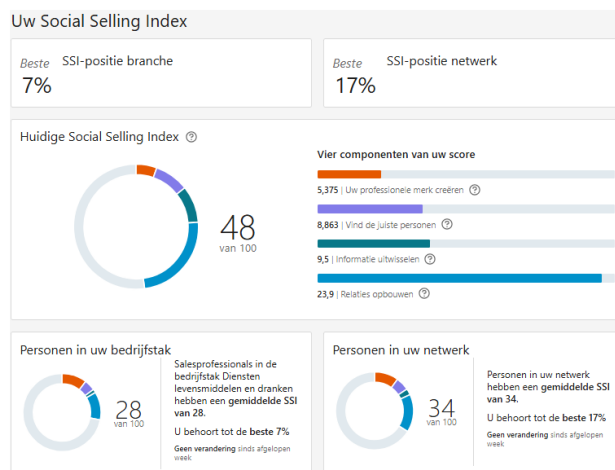 Uw Social Selling Index
Beste SSI-positie branche
7%
Beste SSI-positie netwerk
17%
Huidige Social Selling Index
48
van 100
Vier componenten van uw score
5,375 | Uw professionele merk creëren
8,863 | Vind de juiste personen
9,5 | Informatie uitwisselen
23,9 | Relaties opbouwen
Personen in uw bedrijfstak
28
van 100
Salesprofessionals in de
bedrijfstak Diensten
levensmiddelen en dranken
hebben een gemiddelde SSI
van 28.
U behoort tot de beste 7%
Geen verandering sinds afgelopen
week
Personen in uw netwerk
34
van 100
Personen in uw netwerk
hebben een gemiddelde SSI
van 34.
U behoort tot de beste 17%
Geen verandering sinds afgelopen
week